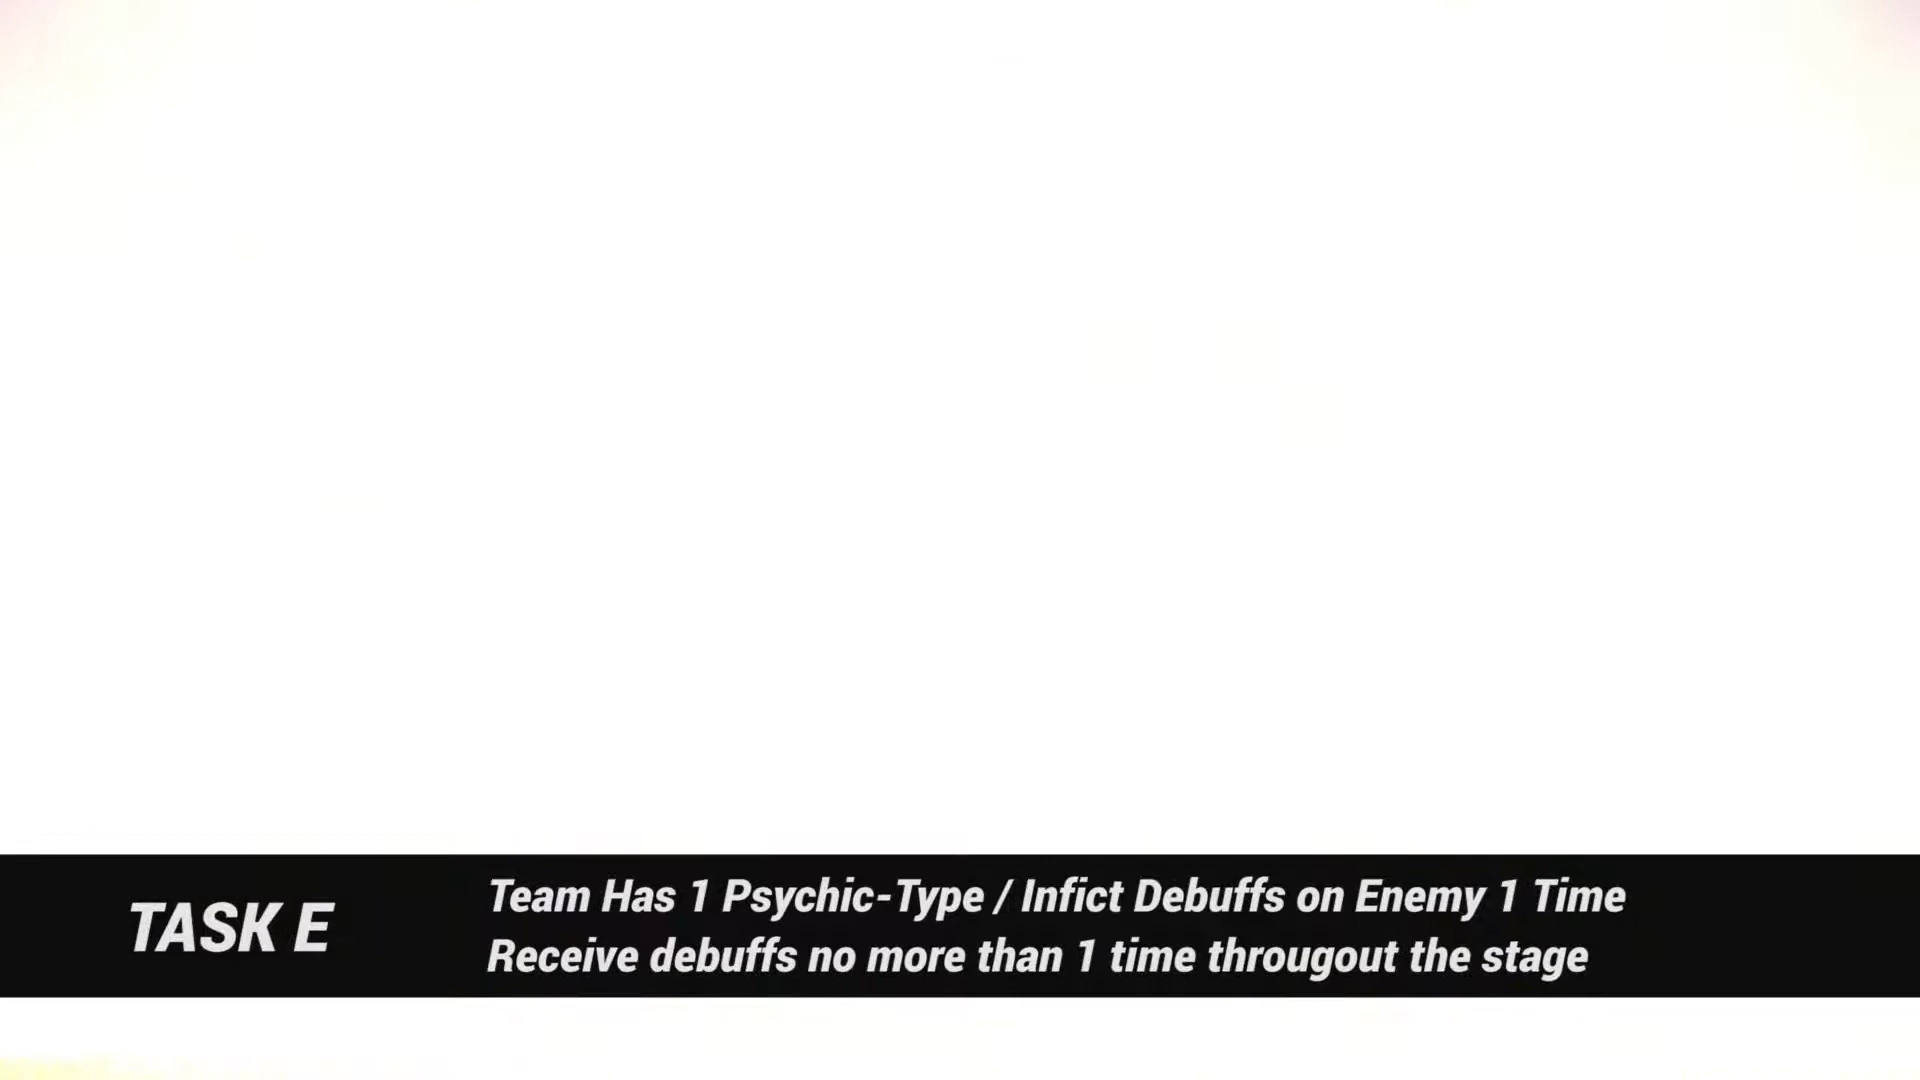 TASK E
Team Has 1 Psychic-Type / Infict Debuffs on Enemy 1 Time
Receive debuffs no more than 1 time througout the stage